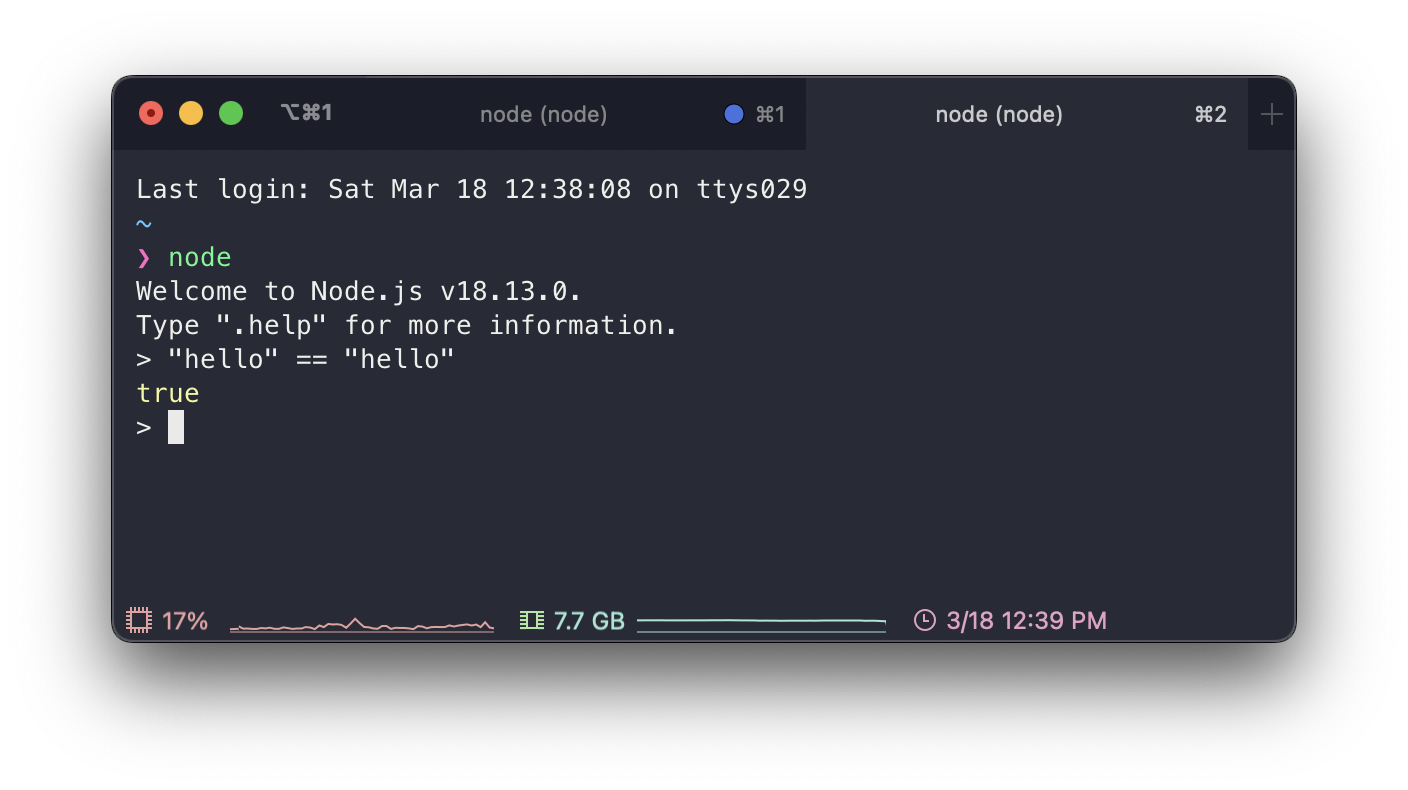 ⌥⌘1 node (node) ⌘1 node (node) ⌘2 +
Last login: Sat Mar 18 12:38:08 on ttys029
~
❯ node
Welcome to Node.js v18.13.0.
Type ".help" for more information.
> "hello" == "hello"
true
>
17% 7.7 GB 3/18 12:39 PM